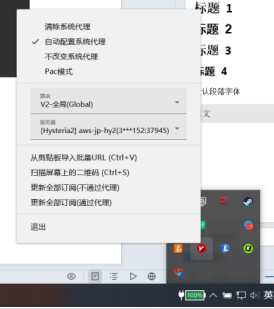 清除系统代理
自动配置系统代理
不改变系统代理
Pac模式
路由
V2-全局(Global)
服务器
[Hysteria2] aws-jp-hy2(3***152:37945)
从剪贴板导入批量URL (Ctrl+V)
扫描屏幕上的二维码 (Ctrl+S)
更新全部订阅(不通过代理)
更新全部订阅(通过代理)
退出
标题 1
标题 2
标题 3
标题 4
认段落字体
文
100%
英